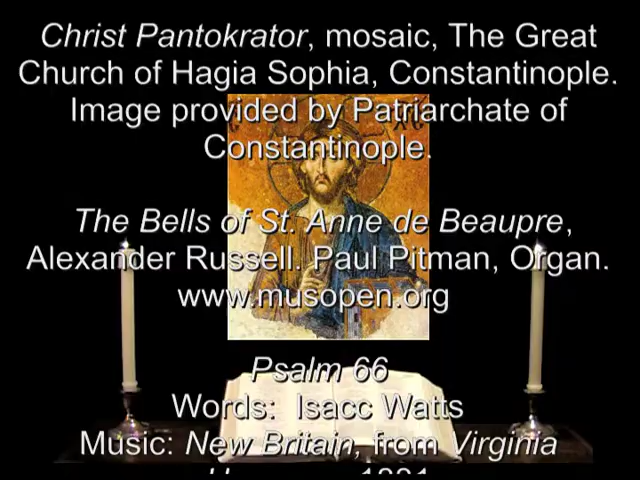 Christ Pantokrator, mosaic, The Great
Church of Hagia Sophia, Constantinople.
Image provided by Patriarchate of
Constantinople.
The Bells of St. Anne de Beaupre,
Alexander Russell. Paul Pitman, Organ.
www.musopen.org
Psalm 66
Words: Isacc Watts
Music: New Britain, from Virginia